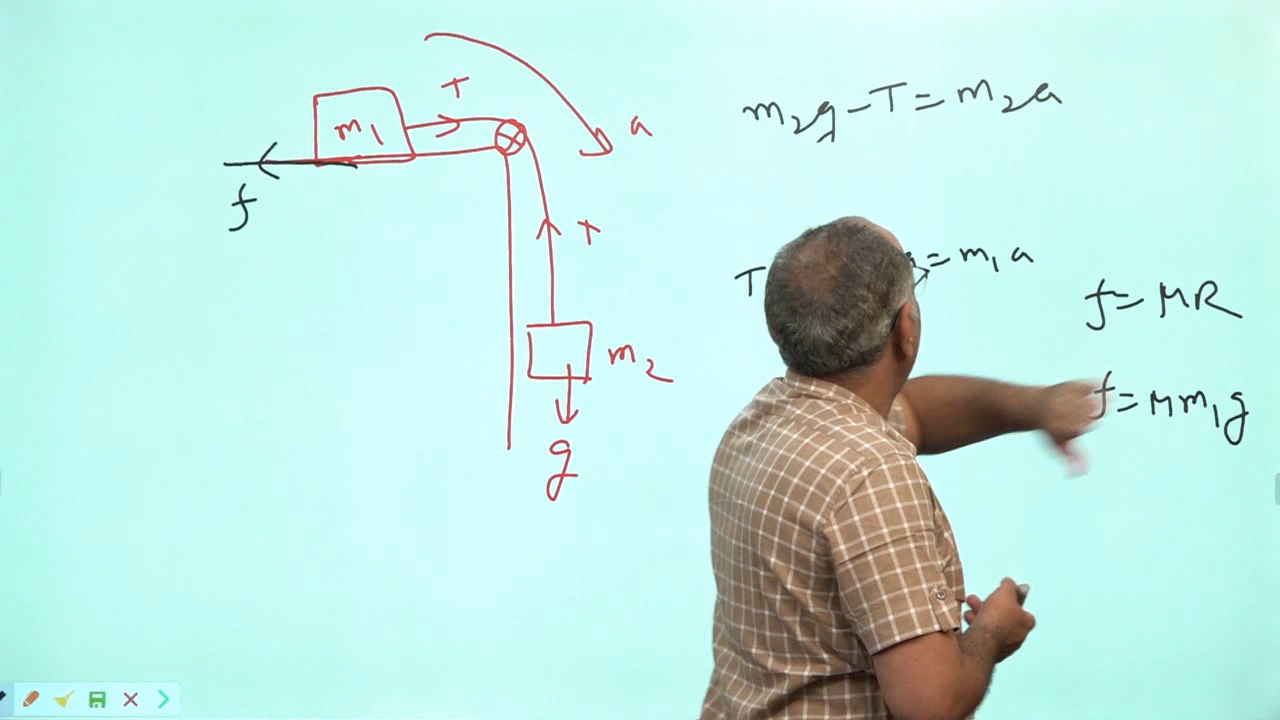 m₁
T
a
f
T
m₂
g
m₂g - T = m₂a
T = m₁a
f = μR
f = μm₁g